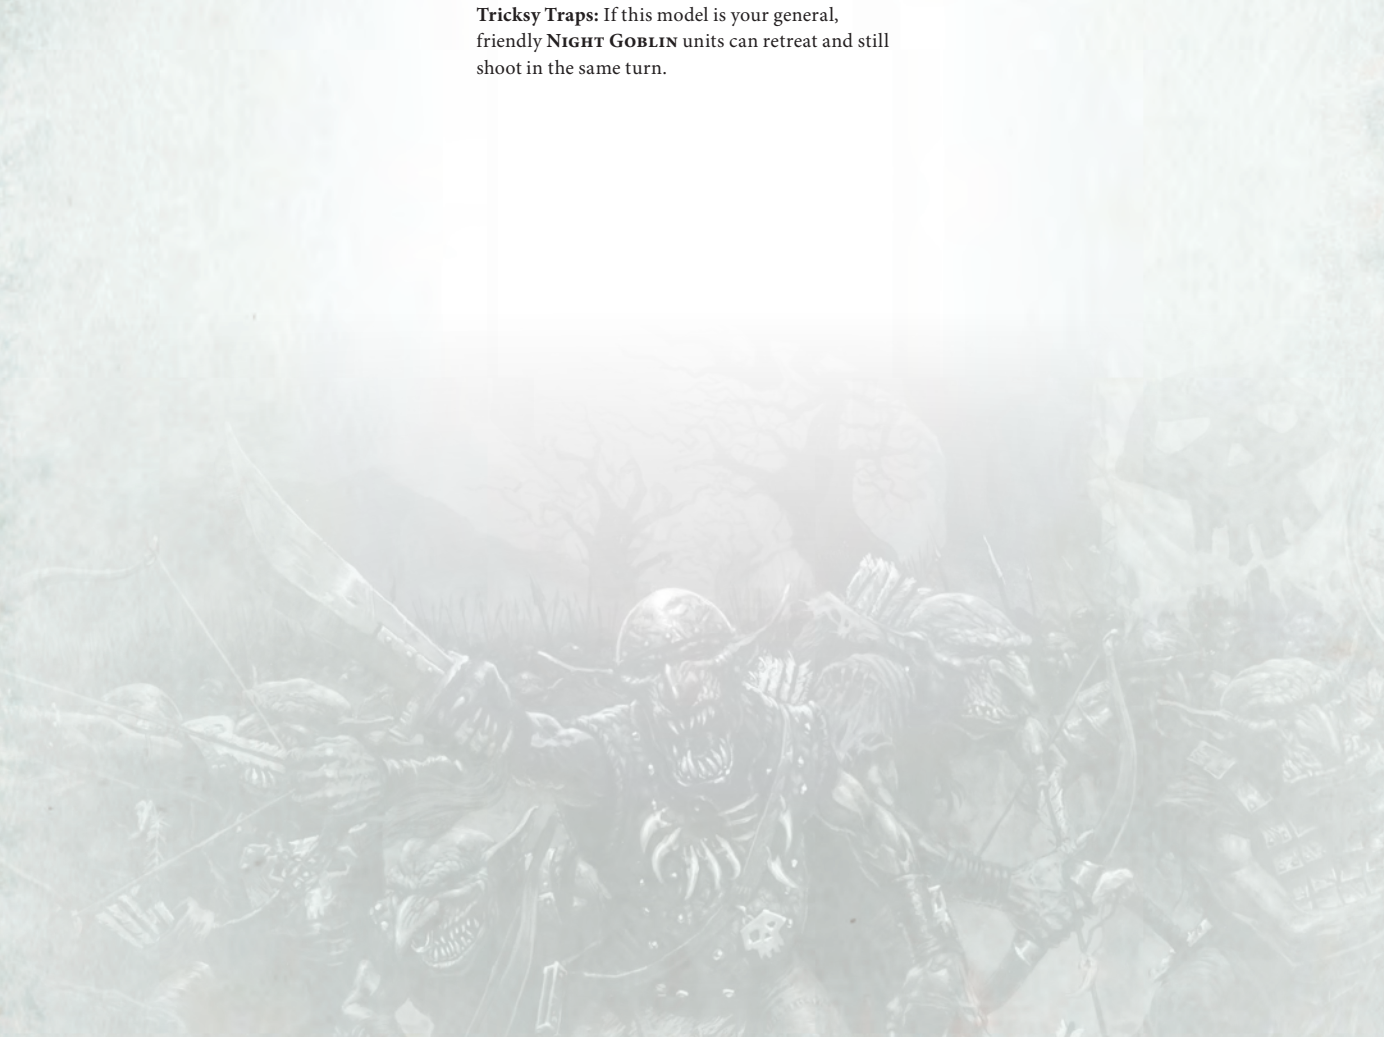 Tricksy Traps: If this model is your general,
friendly Night Goblin units can retreat and still
shoot in the same turn.